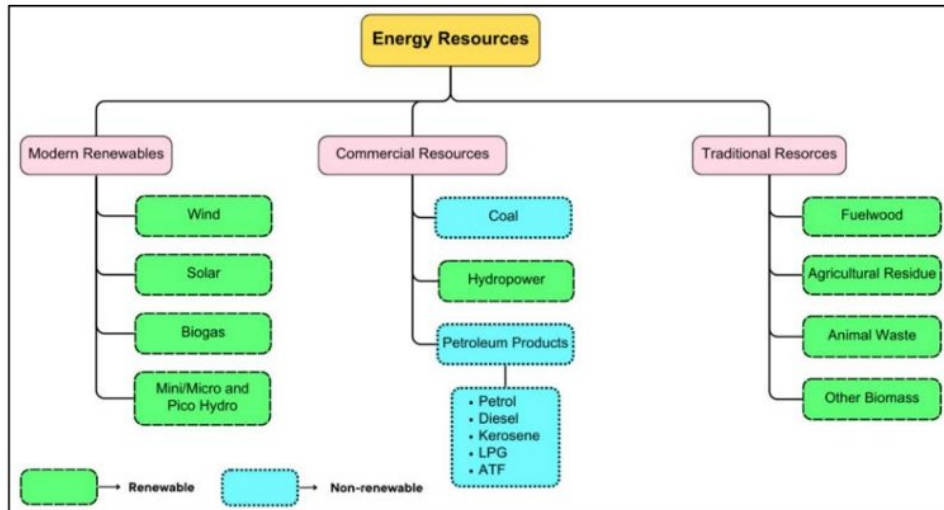 Energy Resources
Modern Renewables
Wind
Solar
Biogas
Mini/Micro and
Pico Hydro
Commercial Resources
Coal
Hydropower
Petroleum Products
• Petrol
• Diesel
• Kerosene
• LPG
• ATF
Traditional Resorces
Fuelwood
Agricultural Residue
Animal Waste
Other Biomass
Renewable
Non-renewable